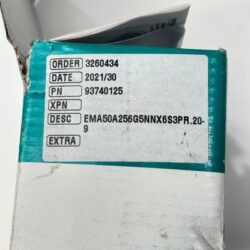 ORDER 3260434
DATE 2021/30
PN 93740125
XPN
DESC EMA50A256G5NNX6S3PR.20-
9
EXTRA